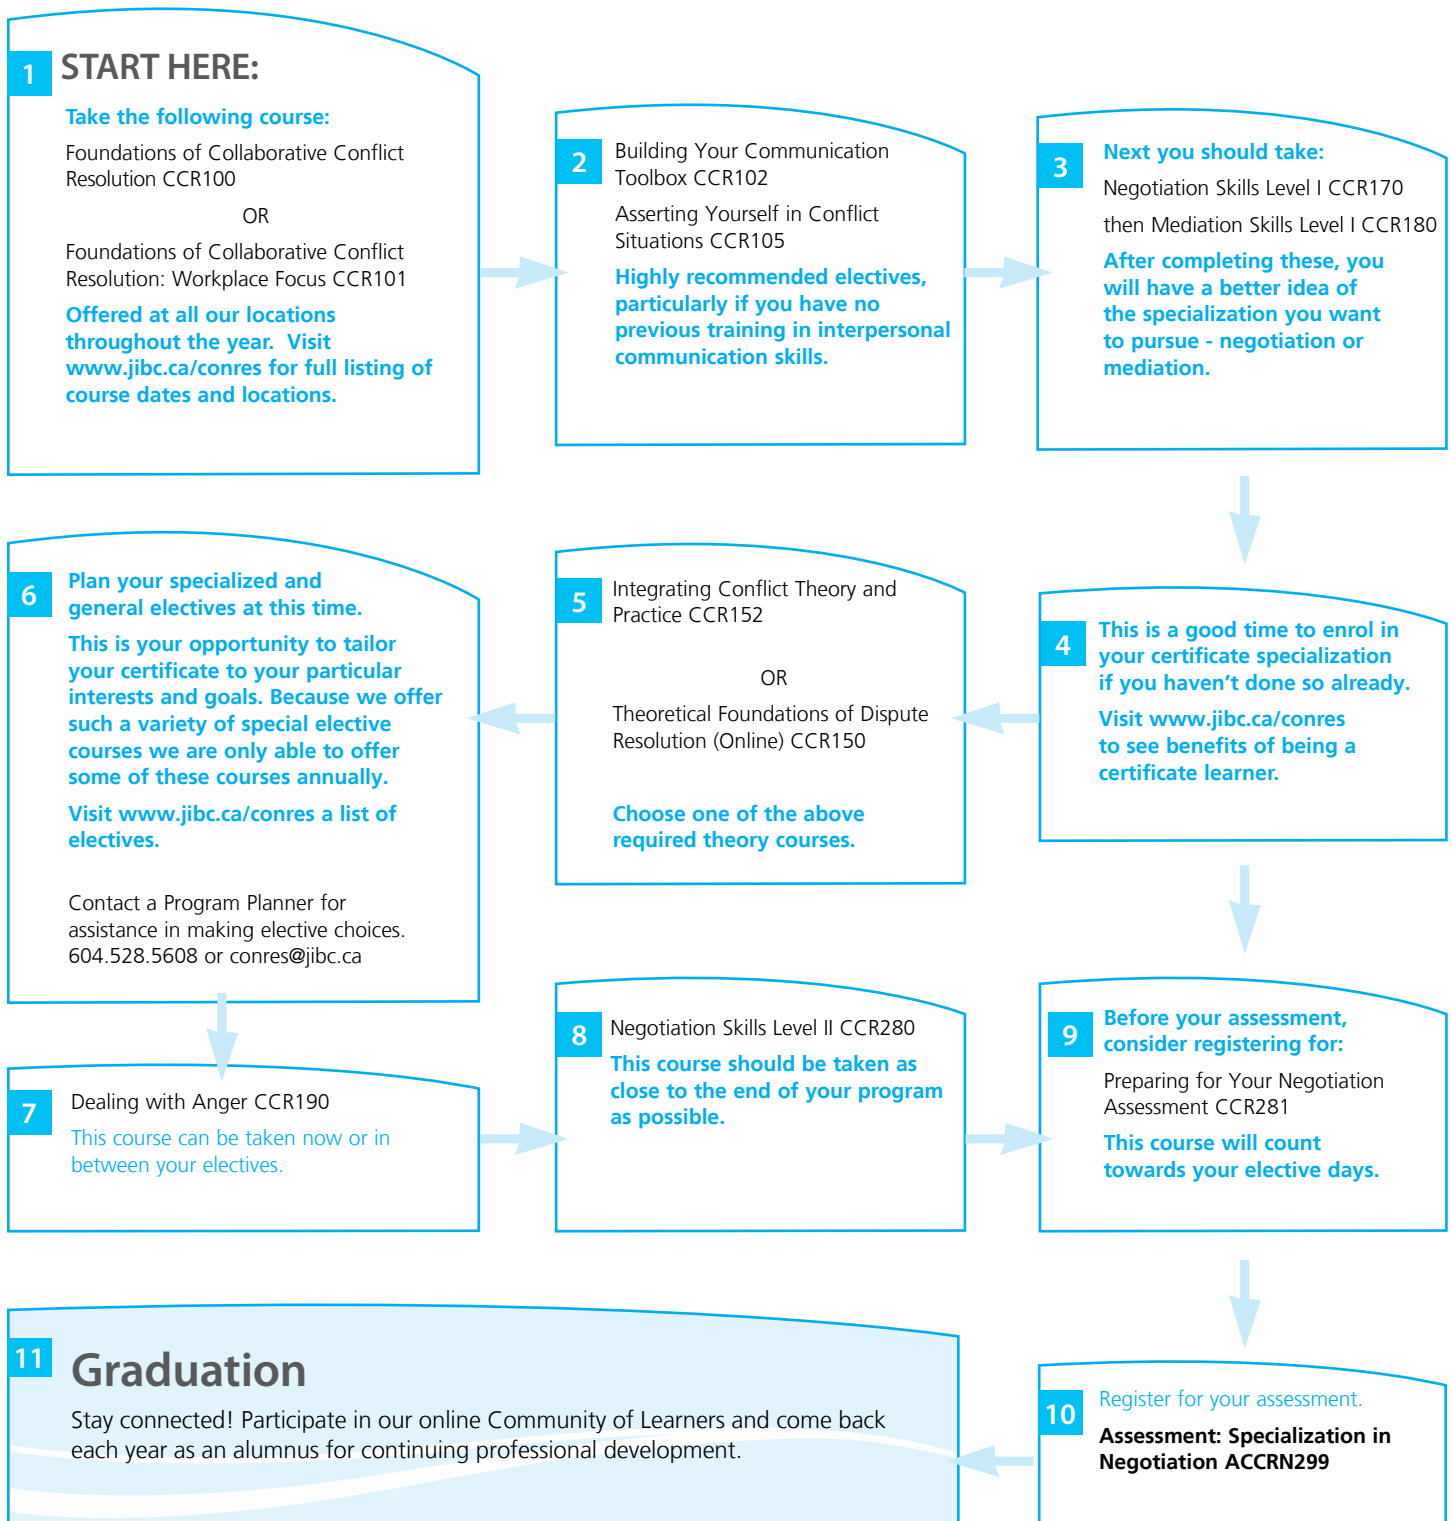 1
START HERE:
Take the following course:
Foundations of Collaborative Conflict
Resolution CCR100
OR
Foundations of Collaborative Conflict
Resolution: Workplace Focus CCR101
Offered at all our locations
throughout the year.  Visit
www.jibc.ca/conres for full listing of
course dates and locations.
2
Building Your Communication
Toolbox CCR102
Asserting Yourself in Conflict
Situations CCR105
Highly recommended electives,
particularly if you have no
previous training in interpersonal
communication skills.
3
Next you should take:
Negotiation Skills Level I CCR170
then Mediation Skills Level I CCR180
After completing these, you
will have a better idea of
the specialization you want
to pursue - negotiation or
mediation.
4
This is a good time to enrol in
your certificate specialization
if you haven't done so already.
Visit www.jibc.ca/conres
to see benefits of being a
certificate learner.
5
Integrating Conflict Theory and
Practice CCR152
OR
Theoretical Foundations of Dispute
Resolution (Online) CCR150
Choose one of the above
required theory courses.
6
Plan your specialized and
general electives at this time.
This is your opportunity to tailor
your certificate to your particular
interests and goals. Because we offer
such a variety of special elective
courses we are only able to offer
some of these courses annually.
Visit www.jibc.ca/conres a list of
electives.
Contact a Program Planner for
assistance in making elective choices.
604.528.5608 or conres@jibc.ca
7
Dealing with Anger CCR190
This course can be taken now or in
between your electives.
8
Negotiation Skills Level II CCR280
This course should be taken as
close to the end of your program
as possible.
9
Before your assessment,
consider registering for:
Preparing for Your Negotiation
Assessment CCR281
This course will count
towards your elective days.
10
Register for your assessment.
Assessment: Specialization in
Negotiation ACCRN299
11
Graduation
Stay connected! Participate in our online Community of Learners and come back
each year as an alumnus for continuing professional development.